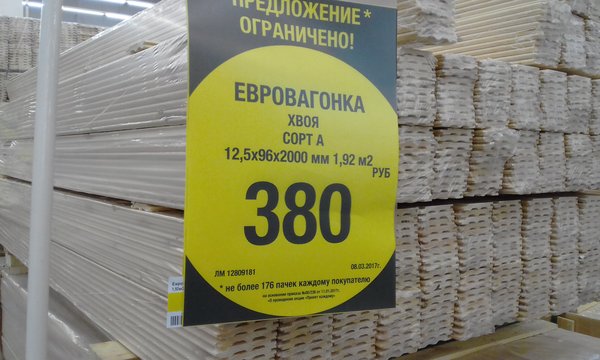 ПРЕДЛОЖЕНИЕ*
ОГРАНИЧЕНО!
ЕВРОВАГОНКА
ХВОЯ
СОРТ А
12,5х96х2000 мм 1,92 м2
РУБ
380
ЛМ 12809181
08.03.2017г.
* не более 176 пачек каждому покупателю